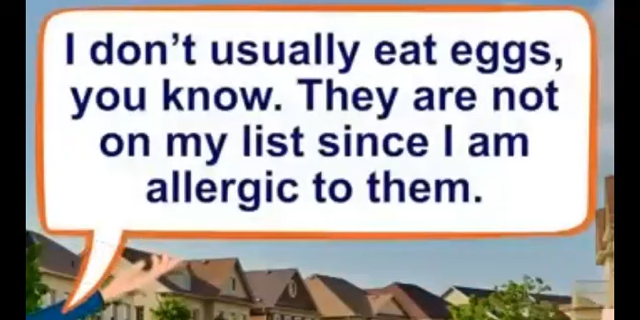 I don’t usually eat eggs,
you know. They are not
on my list since I am
allergic to them.